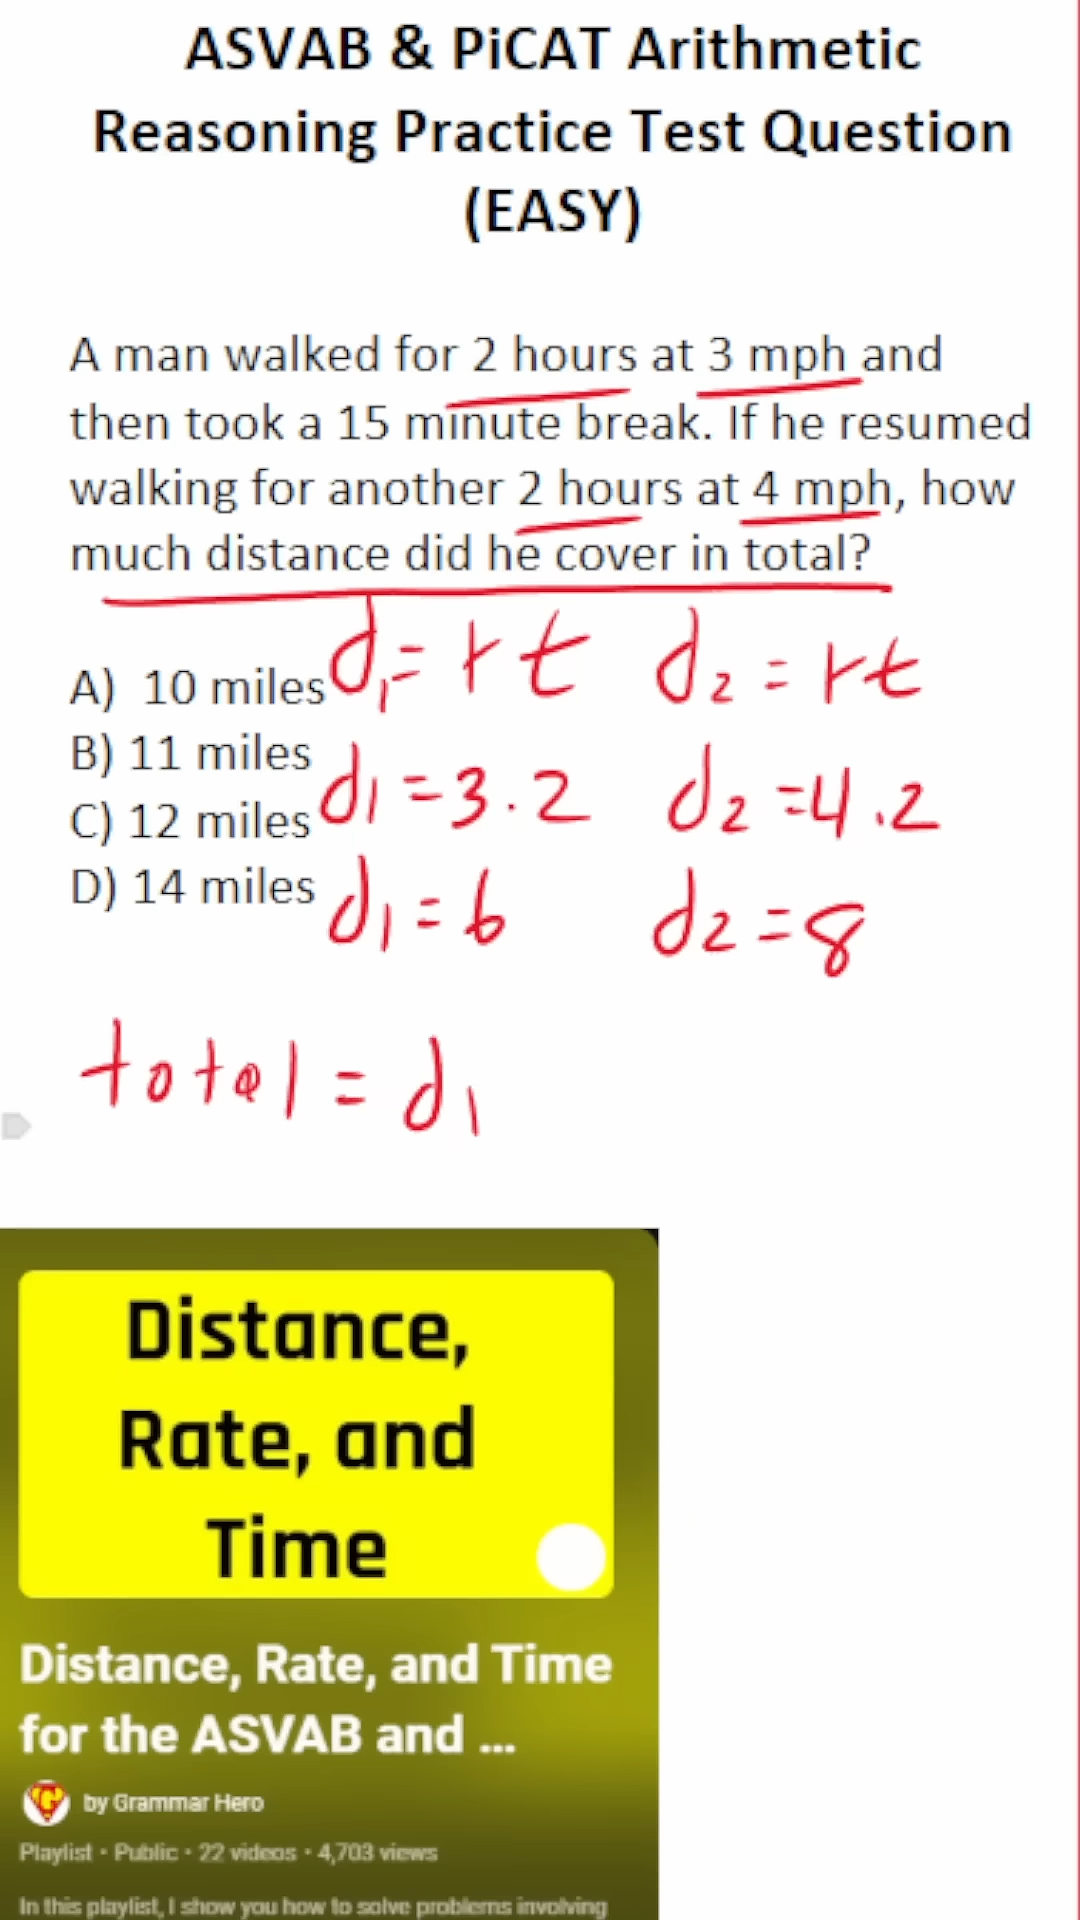 ASVAB & PiCAT Arithmetic
Reasoning Practice Test Question
(EASY)
A man walked for 2 hours at 3 mph and
then took a 15 minute break. If he resumed
walking for another 2 hours at 4 mph, how
much distance did he cover in total?
A) 10 miles
B) 11 miles
C) 12 miles
D) 14 miles
d₁ = rt d₂ = rt
d₁ = 3 · 2 d₂ = 4 · 2
d₁ = 6 d₂ = 8
total = d₁
Distance,
Rate, and
Time
Distance, Rate, and Time
for the ASVAB and ...
G
by Grammar Hero
Playlist • Public • 22 videos • 4,703 views
In this playlist, I show you how to solve problems involving